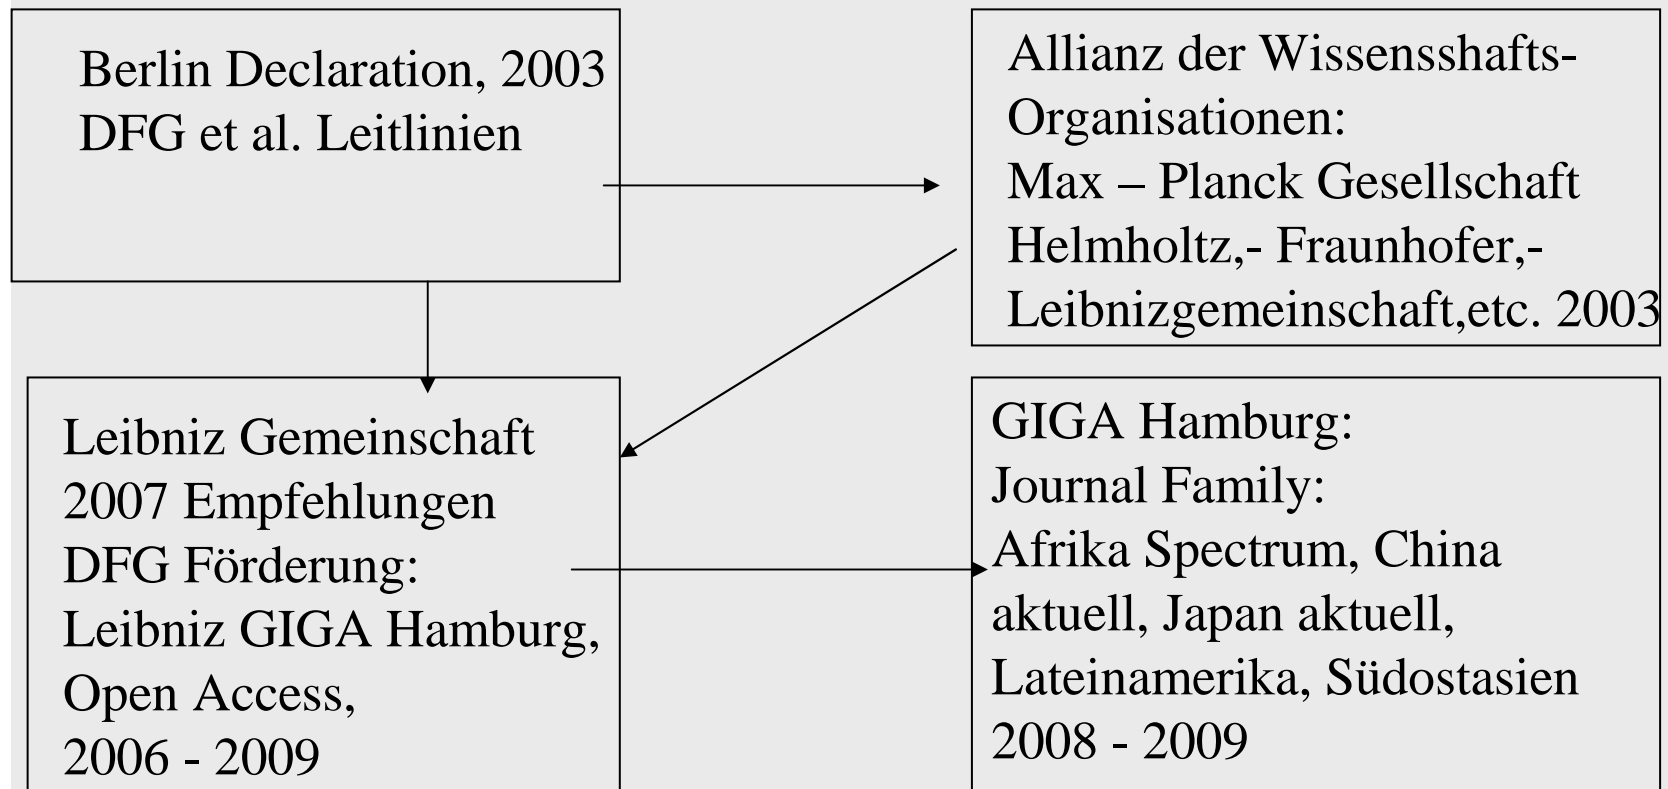 Berlin Declaration, 2003
DFG et al. Leitlinien
Allianz der Wissensshafts-
Organisationen:
Max – Planck Gesellschaft
Helmholtz,- Fraunhofer,-
Leibnizgemeinschaft,etc. 2003
Leibniz Gemeinschaft
2007 Empfehlungen
DFG Förderung:
Leibniz GIGA Hamburg,
Open Access,
2006 - 2009
GIGA Hamburg:
Journal Family:
Afrika Spectrum, China
aktuell, Japan aktuell,
Lateinamerika, Südostasien
2008 - 2009